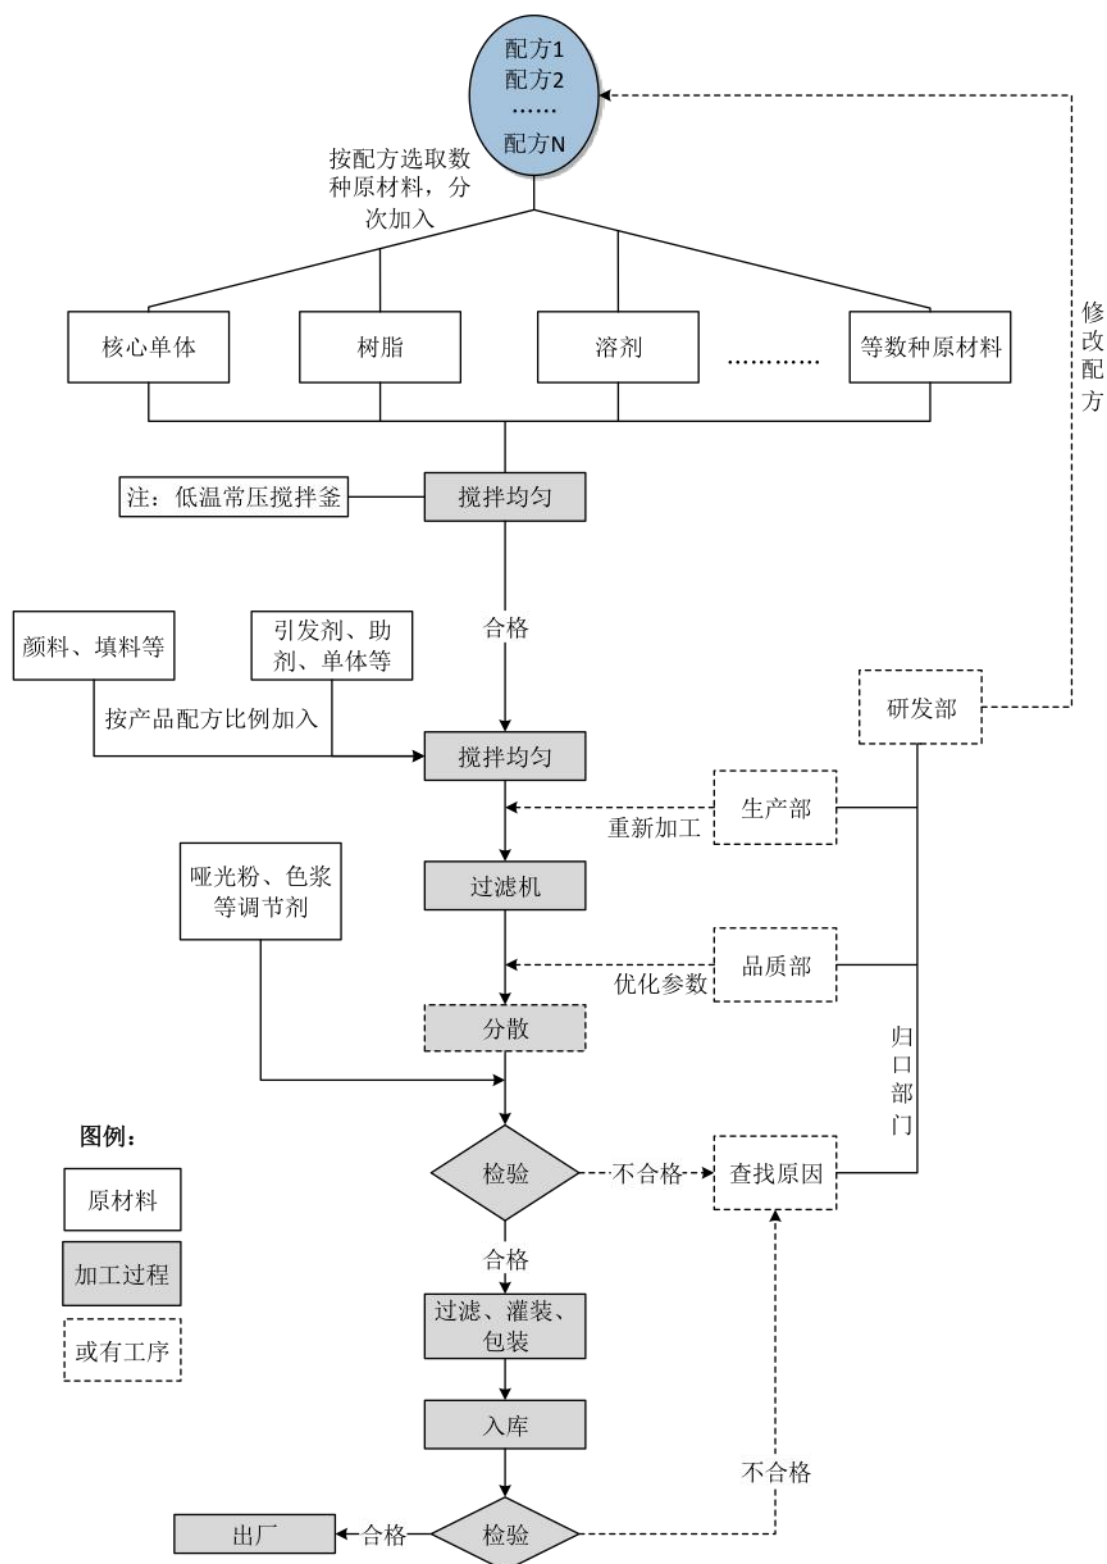 配方1
配方2
……
配方N
按配方选取数
种原材料，分
次加入
核心单体
树脂
溶剂
…………
等数种原材料
修改配方
注：低温常压搅拌釜
搅拌均匀
合格
颜料、填料等
引发剂、助
剂、单体等
按产品配方比例加入
研发部
搅拌均匀
生产部
重新加工
哑光粉、色浆
等调节剂
过滤机
品质部
优化参数
分散
归口部门
图例：
检验
不合格
查找原因
原材料
合格
加工过程
过滤、灌装、
包装
或有工序
入库
不合格
出厂
合格
检验